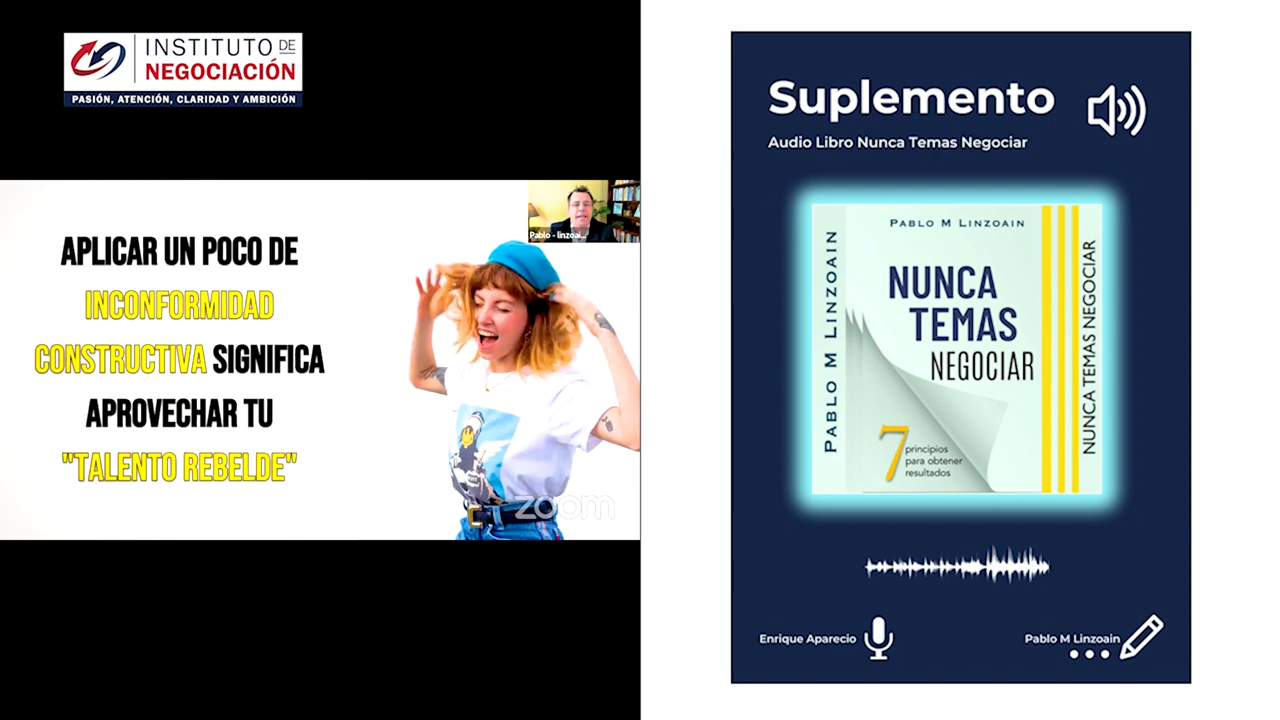 INSTITUTO DE
NEGOCIACIÓN
PASIÓN, ATENCIÓN, CLARIDAD Y AMBICIÓN
Pablo - linzoai...
APLICAR UN POCO DE
INCONFORMIDAD
CONSTRUCTIVA SIGNIFICA
APROVECHAR TU
"TALENTO REBELDE"
zoom
Suplemento
Audio Libro Nunca Temas Negociar
PABLO M LINZOAIN
PABLO M LINZOAIN
NUNCA
TEMAS
NEGOCIAR
7 principios
para obtener
resultados
NUNCA TEMAS NEGOCIAR
Enrique Aparecio
Pablo M Linzoain